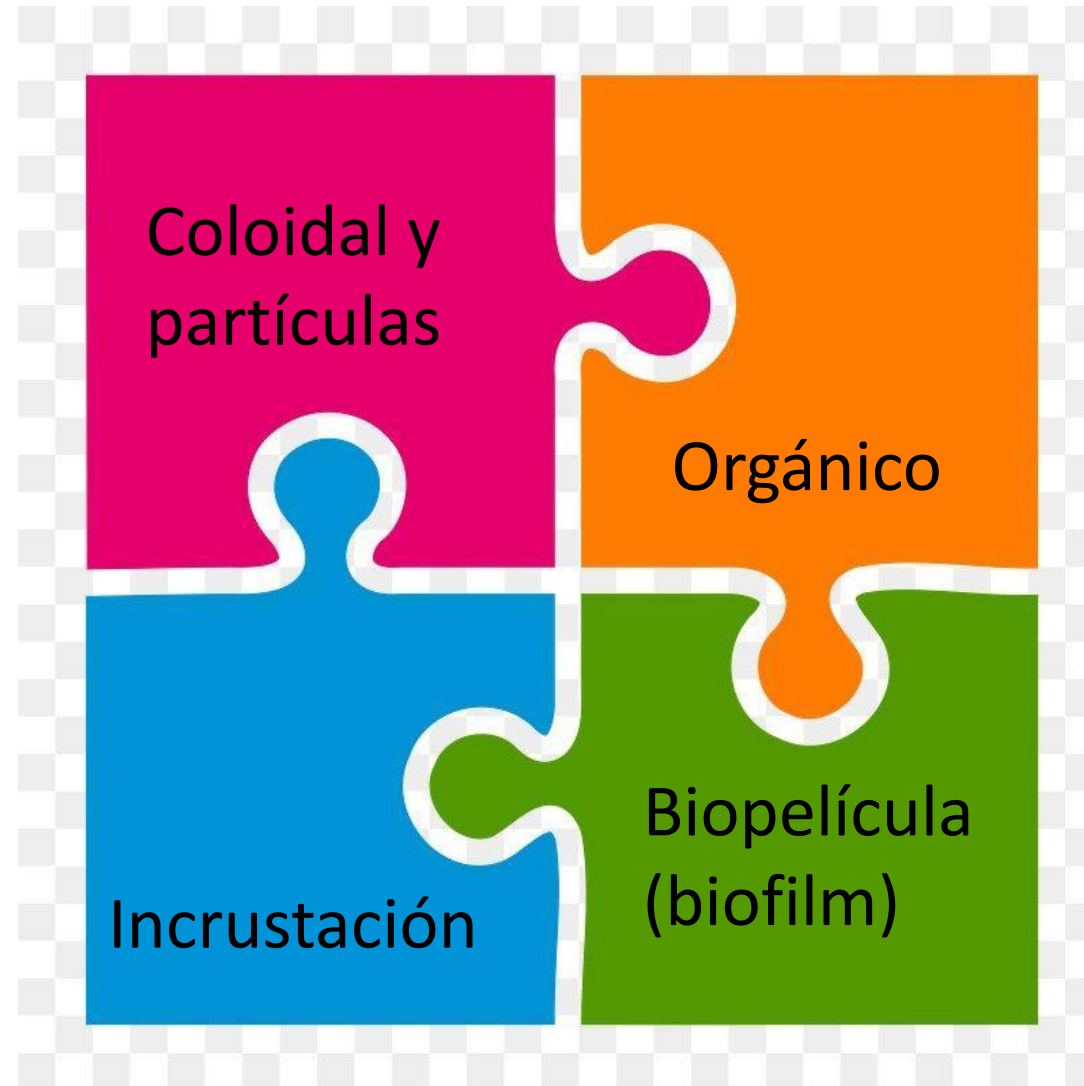 Coloidal y
partículas
Orgánico
Biopelícula
(biofilm)
Incrustación